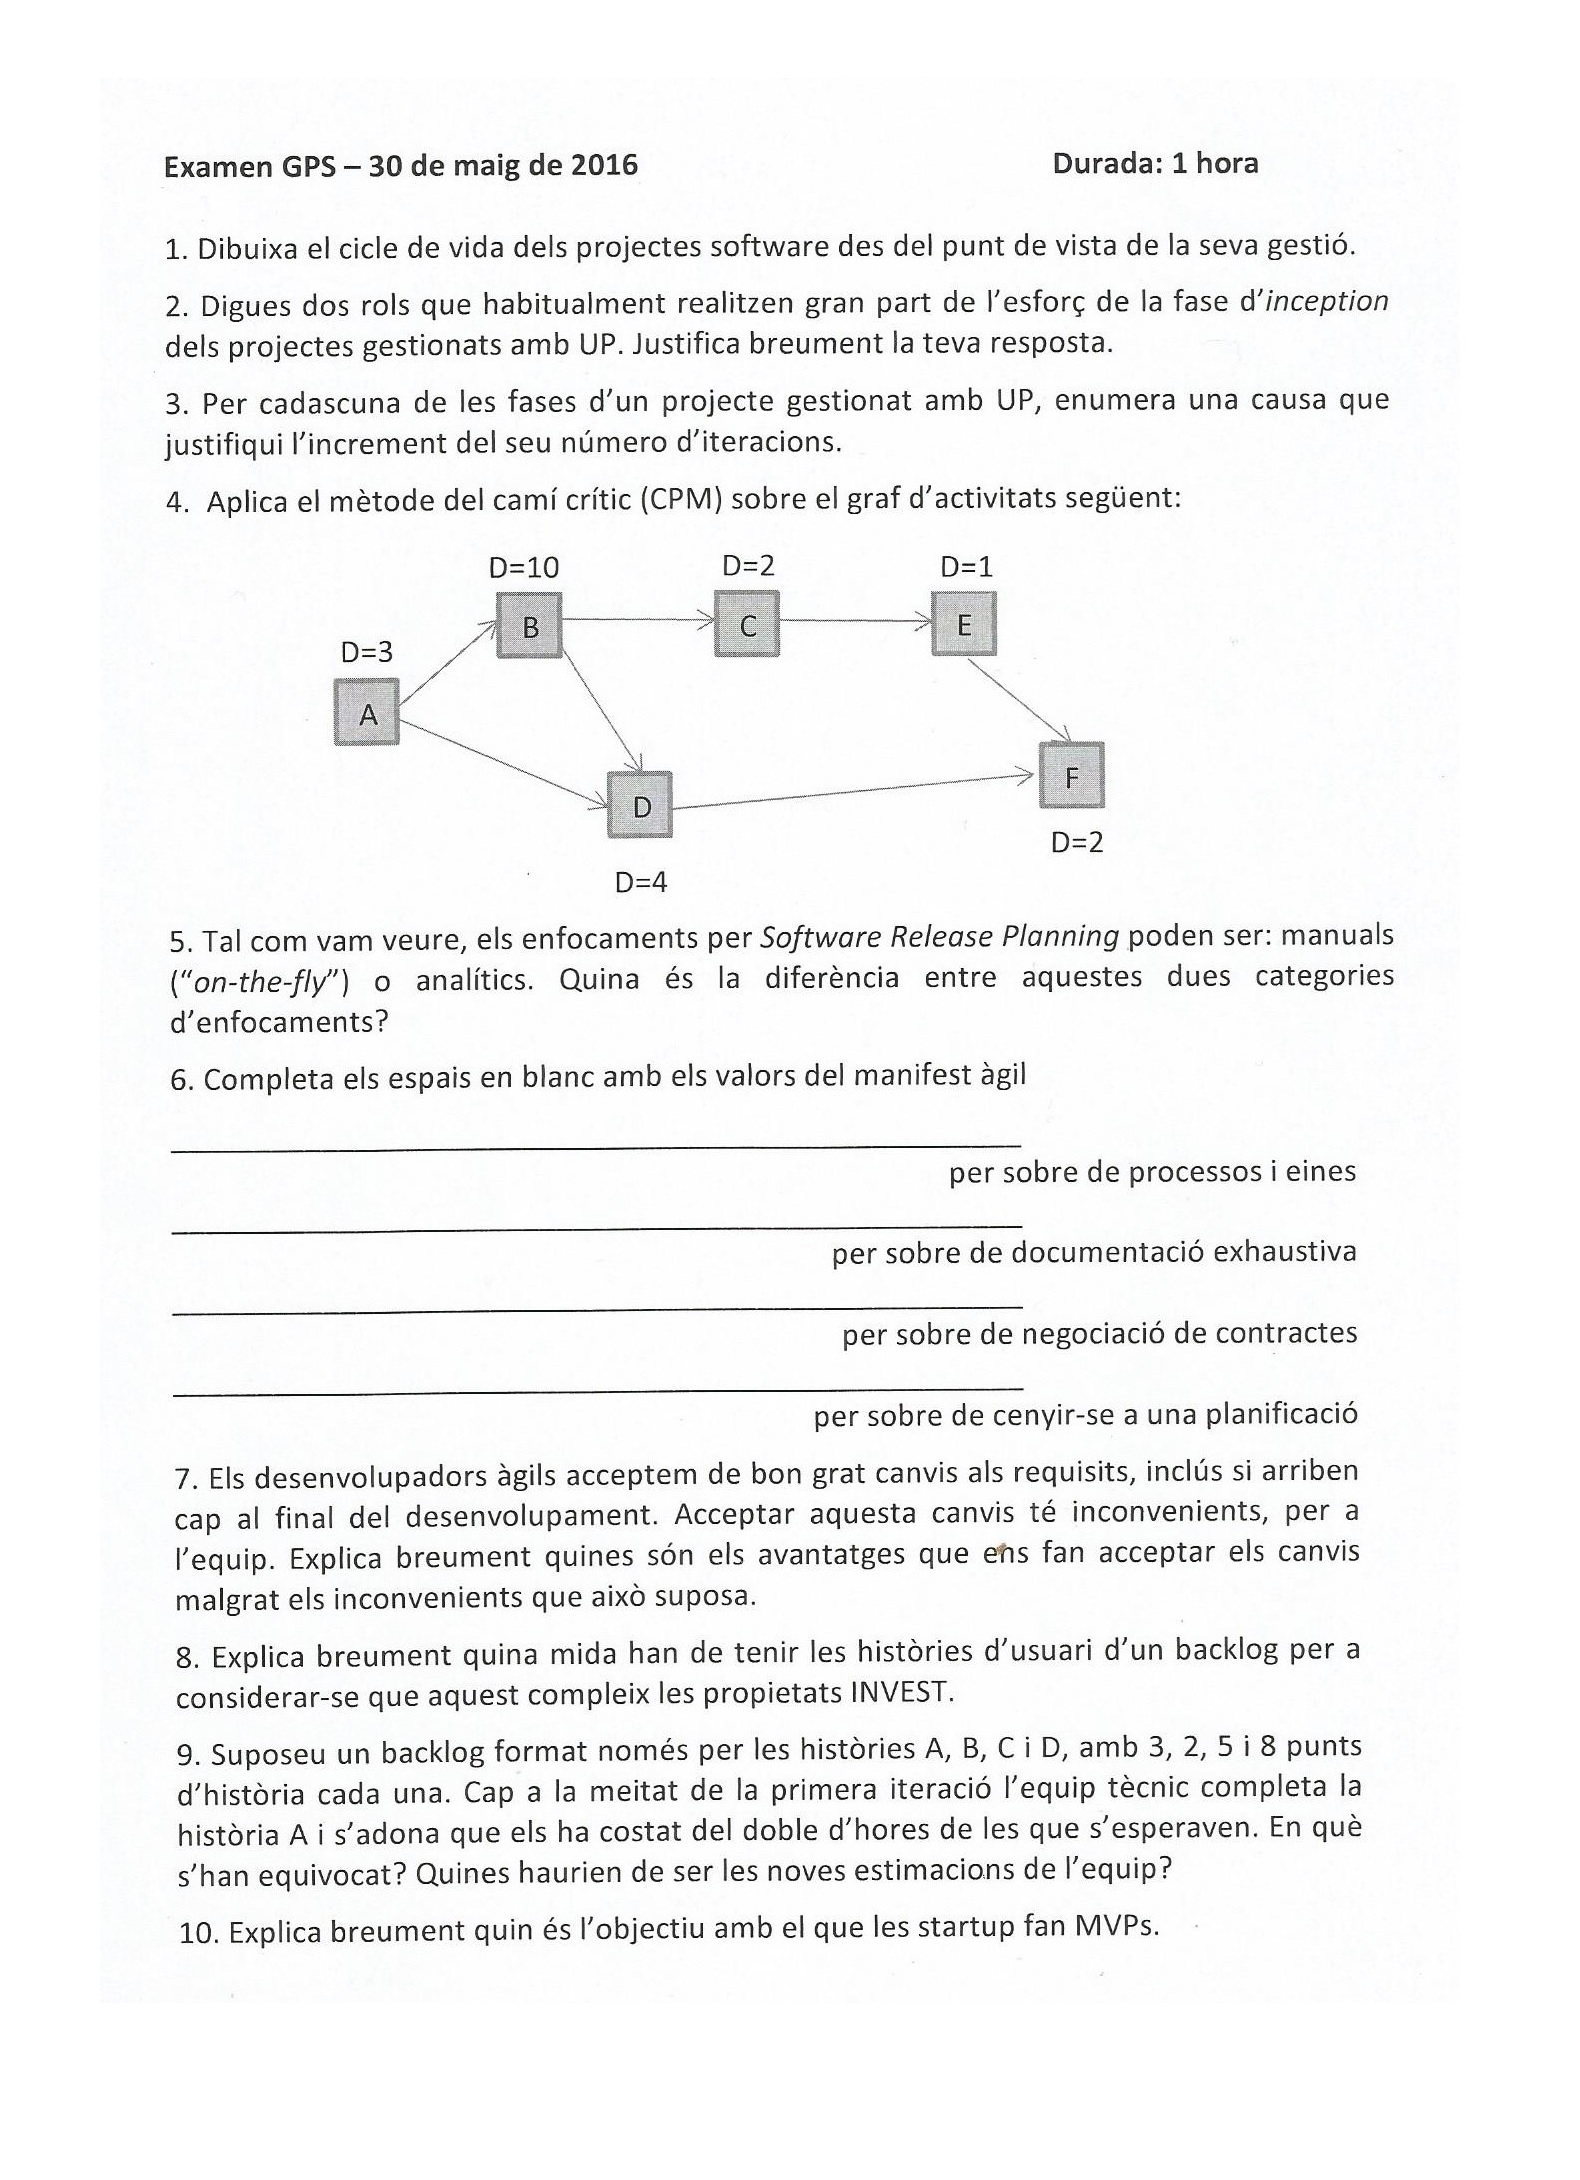 Examen GPS – 30 de maig de 2016 Durada: 1 hora
1. Dibuixa el cicle de vida dels projectes software des del punt de vista de la seva gestió.
2. Digues dos rols que habitualment realitzen gran part de l'esforç de la fase d'inception
dels projectes gestionats amb UP. Justifica breument la teva resposta.
3. Per cadascuna de les fases d'un projecte gestionat amb UP, enumera una causa que
justifiqui l'increment del seu número d'iteracions.
4. Aplica el mètode del camí crític (CPM) sobre el graf d'activitats següent:
D=10 D=2 D=1
B C E
D=3
A
F
D
D=2
D=4
5. Tal com vam veure, els enfocaments per Software Release Planning poden ser: manuals
("on-the-fly") o analítics. Quina és la diferència entre aquestes dues categories
d'enfocaments?
6. Completa els espais en blanc amb els valors del manifest àgil
per sobre de processos i eines
per sobre de documentació exhaustiva
per sobre de negociació de contractes
per sobre de cenyir-se a una planificació
7. Els desenvolupadors àgils acceptem de bon grat canvis als requisits, inclús si arriben
cap al final del desenvolupament. Acceptar aquesta canvis té inconvenients, per a
l'equip. Explica breument quines són els avantatges que ens fan acceptar els canvis
malgrat els inconvenients que això suposa.
8. Explica breument quina mida han de tenir les històries d'usuari d'un backlog per a
considerar-se que aquest compleix les propietats INVEST.
9. Suposeu un backlog format només per les històries A, B, C i D, amb 3, 2, 5 i 8 punts
d'història cada una. Cap a la meitat de la primera iteració l'equip tècnic completa la
història A i s'adona que els ha costat del doble d'hores de les que s'esperaven. En què
s'han equivocat? Quines haurien de ser les noves estimacions de l'equip?
10. Explica breument quin és l'objectiu amb el que les startup fan MVPs.